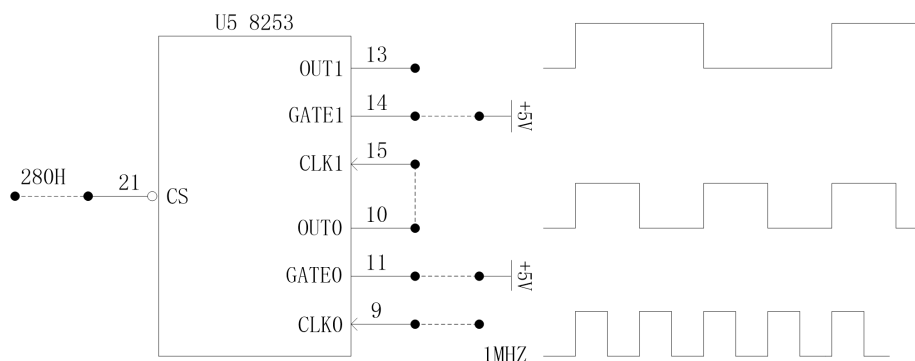 U5 8253
OUT1
13
GATE1
14
+5V
CLK1
15
280H
21
CS
OUT0
10
GATE0
11
+5V
CLK0
9
1MHZ